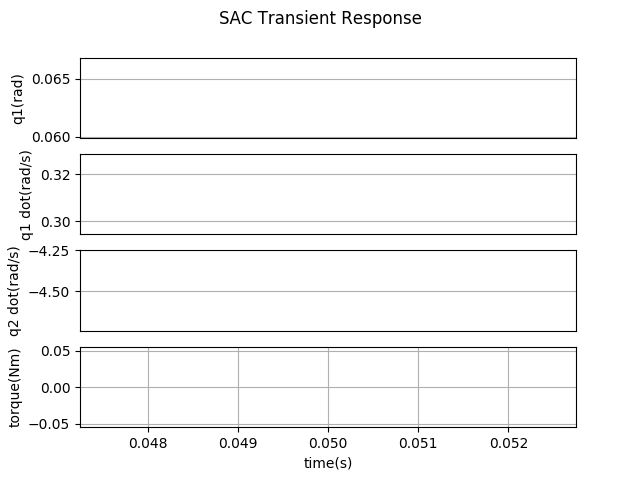 SAC Transient Response
q1(rad)
0.065
0.060
q1 dot(rad/s)
0.32
0.30
q2 dot(rad/s)
−4.25
−4.50
torque(Nm)
0.05
0.00
−0.05
0.048 0.049 0.050 0.051 0.052
time(s)